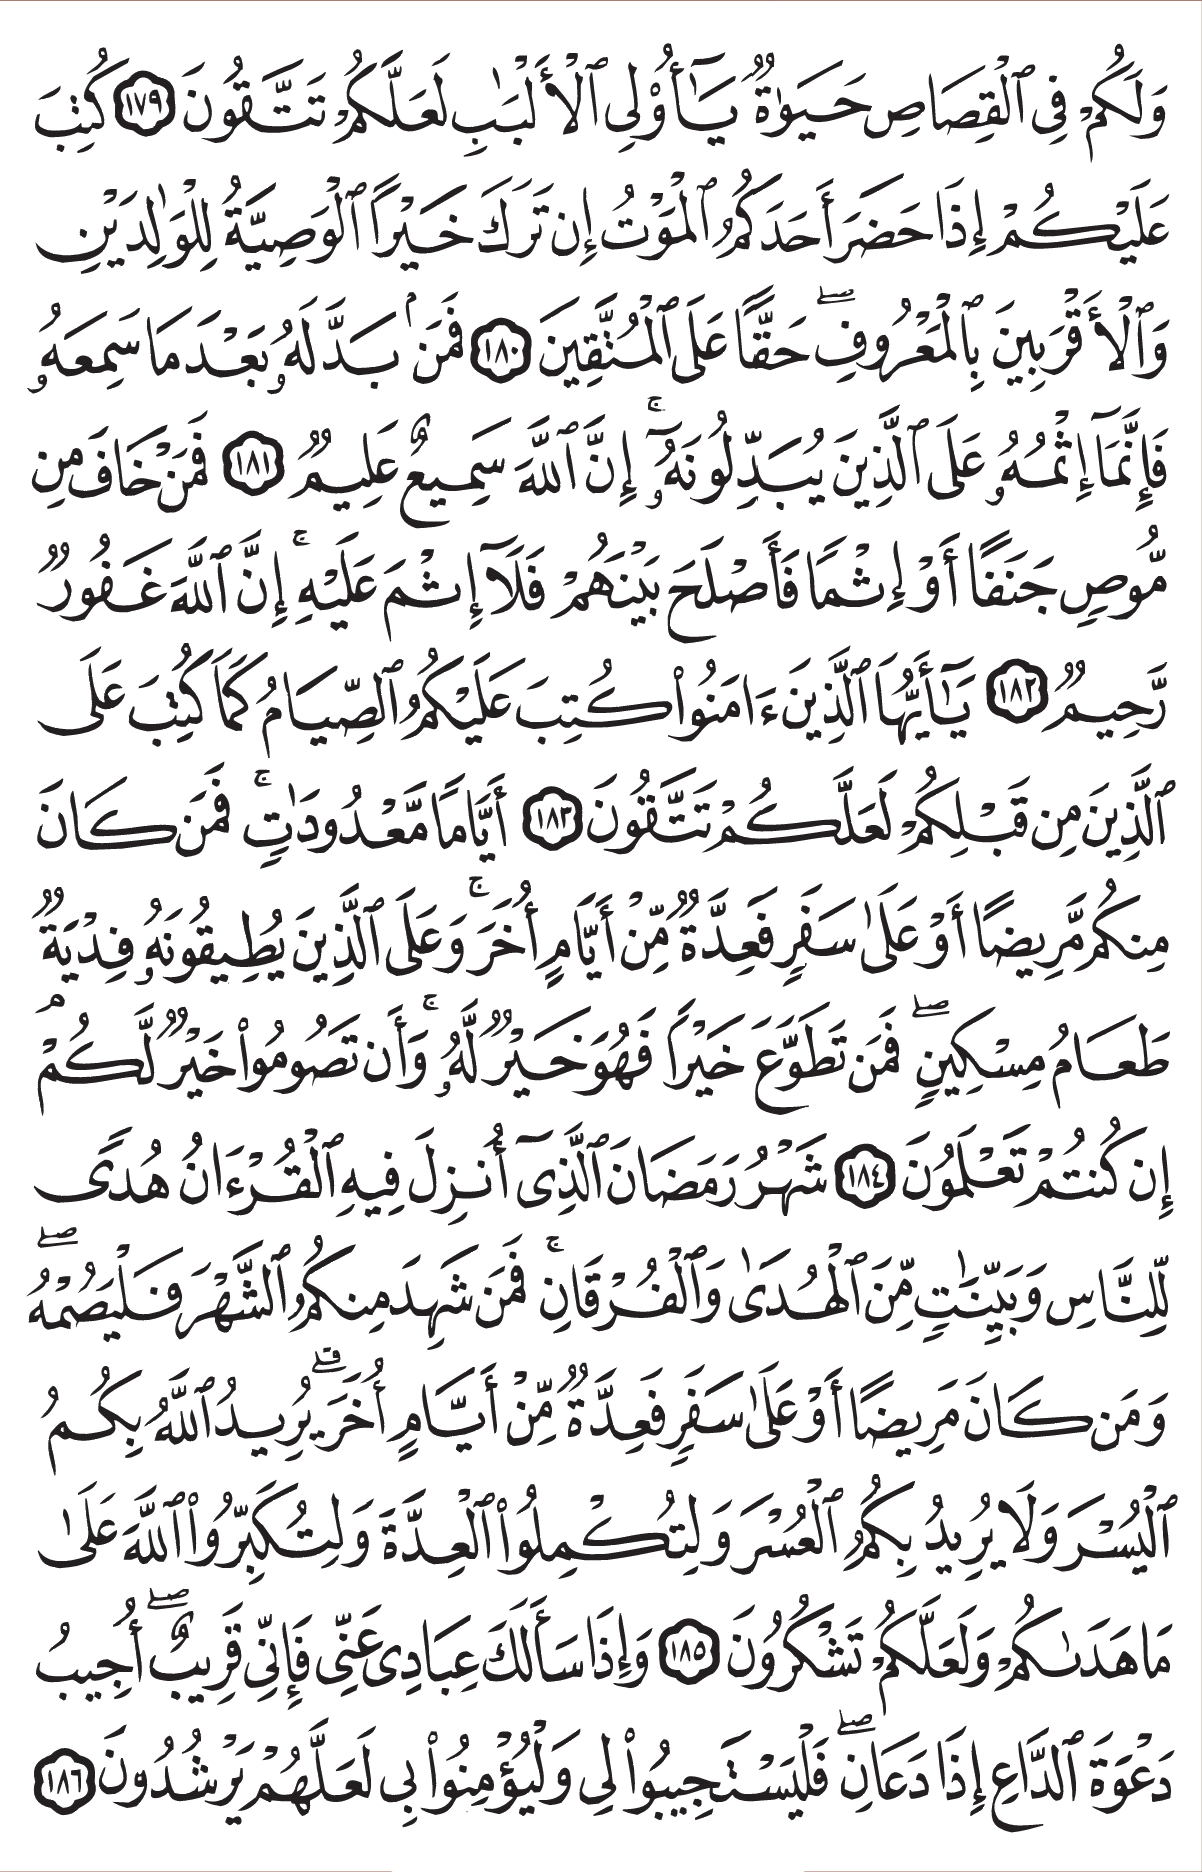 وَلَكُمْ فِي ٱلْقِصَاصِ حَيَوٰةٌ يَـٰٓأُو۟لِي ٱلْأَلْبَـٰبِ لَعَلَّكُمْ تَتَّقُونَ ١٧٩ كُتِبَ
عَلَيْكُمْ إِذَا حَضَرَ أَحَدَكُمُ ٱلْمَوْتُ إِن تَرَكَ خَيْرًا ٱلْوَصِيَّةُ لِلْوَٰلِدَيْنِ
وَٱلْأَقْرَبِينَ بِٱلْمَعْرُوفِ ۖ حَقًّا عَلَى ٱلْمُتَّقِينَ ١٨٠ فَمَنۢ بَدَّلَهُۥ بَعْدَ مَا سَمِعَهُۥ
فَإِنَّمَآ إِثْمُهُۥ عَلَى ٱلَّذِينَ يُبَدِّلُونَهُۥٓ ۚ إِنَّ ٱللَّهَ سَمِيعٌ عَلِيمٌ ١٨١ فَمَنْ خَافَ مِن
مُّوصٍ جَنَفًا أَوْ إِثْمًا فَأَصْلَحَ بَيْنَهُمْ فَلَآ إِثْمَ عَلَيْهِ ۚ إِنَّ ٱللَّهَ غَفُورٌ
رَّحِيمٌ ١٨٢ يَـٰٓأَيُّهَا ٱلَّذِينَ ءَامَنُوا۟ كُتِبَ عَلَيْكُمُ ٱلصِّيَامُ كَمَا كُتِبَ عَلَى
ٱلَّذِينَ مِن قَبْلِكُمْ لَعَلَّكُمْ تَتَّقُونَ ١٨٣ أَيَّامًا مَّعْدُودَٰتٍ ۚ فَمَن كَانَ
مِنكُم مَّرِيضًا أَوْ عَلَىٰ سَفَرٍ فَعِدَّةٌ مِّنْ أَيَّامٍ أُخَرَ ۚ وَعَلَى ٱلَّذِينَ يُطِيقُونَهُۥ فِدْيَةٌ
طَعَامُ مِسْكِينٍ ۖ فَمَن تَطَوَّعَ خَيْرًا فَهُوَ خَيْرٌ لَّهُۥ ۚ وَأَن تَصُومُوا۟ خَيْرٌ لَّكُمْ ۖ
إِن كُنتُمْ تَعْلَمُونَ ١٨٤ شَهْرُ رَمَضَانَ ٱلَّذِىٓ أُنزِلَ فِيهِ ٱلْقُرْءَانُ هُدًى
لِّلنَّاسِ وَبَيِّنَـٰتٍ مِّنَ ٱلْهُدَىٰ وَٱلْفُرْقَانِ ۚ فَمَن شَهِدَ مِنكُمُ ٱلشَّهْرَ فَلْيَصُمْهُ ۖ
وَمَن كَانَ مَرِيضًا أَوْ عَلَىٰ سَفَرٍ فَعِدَّةٌ مِّنْ أَيَّامٍ أُخَرَ ۗ يُرِيدُ ٱللَّهُ بِكُمُ
ٱلْيُسْرَ وَلَا يُرِيدُ بِكُمُ ٱلْعُسْرَ وَلِتُكْمِلُوا۟ ٱلْعِدَّةَ وَلِتُكَبِّرُوا۟ ٱللَّهَ عَلَىٰ
مَا هَدَىٰكُمْ وَلَعَلَّكُمْ تَشْكُرُونَ ١٨٥ وَإِذَا سَأَلَكَ عِبَادِى عَنِّى فَإِنِّى قَرِيبٌ ۖ أُجِيبُ
دَعْوَةَ ٱلدَّاعِ إِذَا دَعَانِ ۖ فَلْيَسْتَجِيبُوا۟ لِى وَلْيُؤْمِنُوا۟ بِى لَعَلَّهُمْ يَرْشُدُونَ ١٨٦